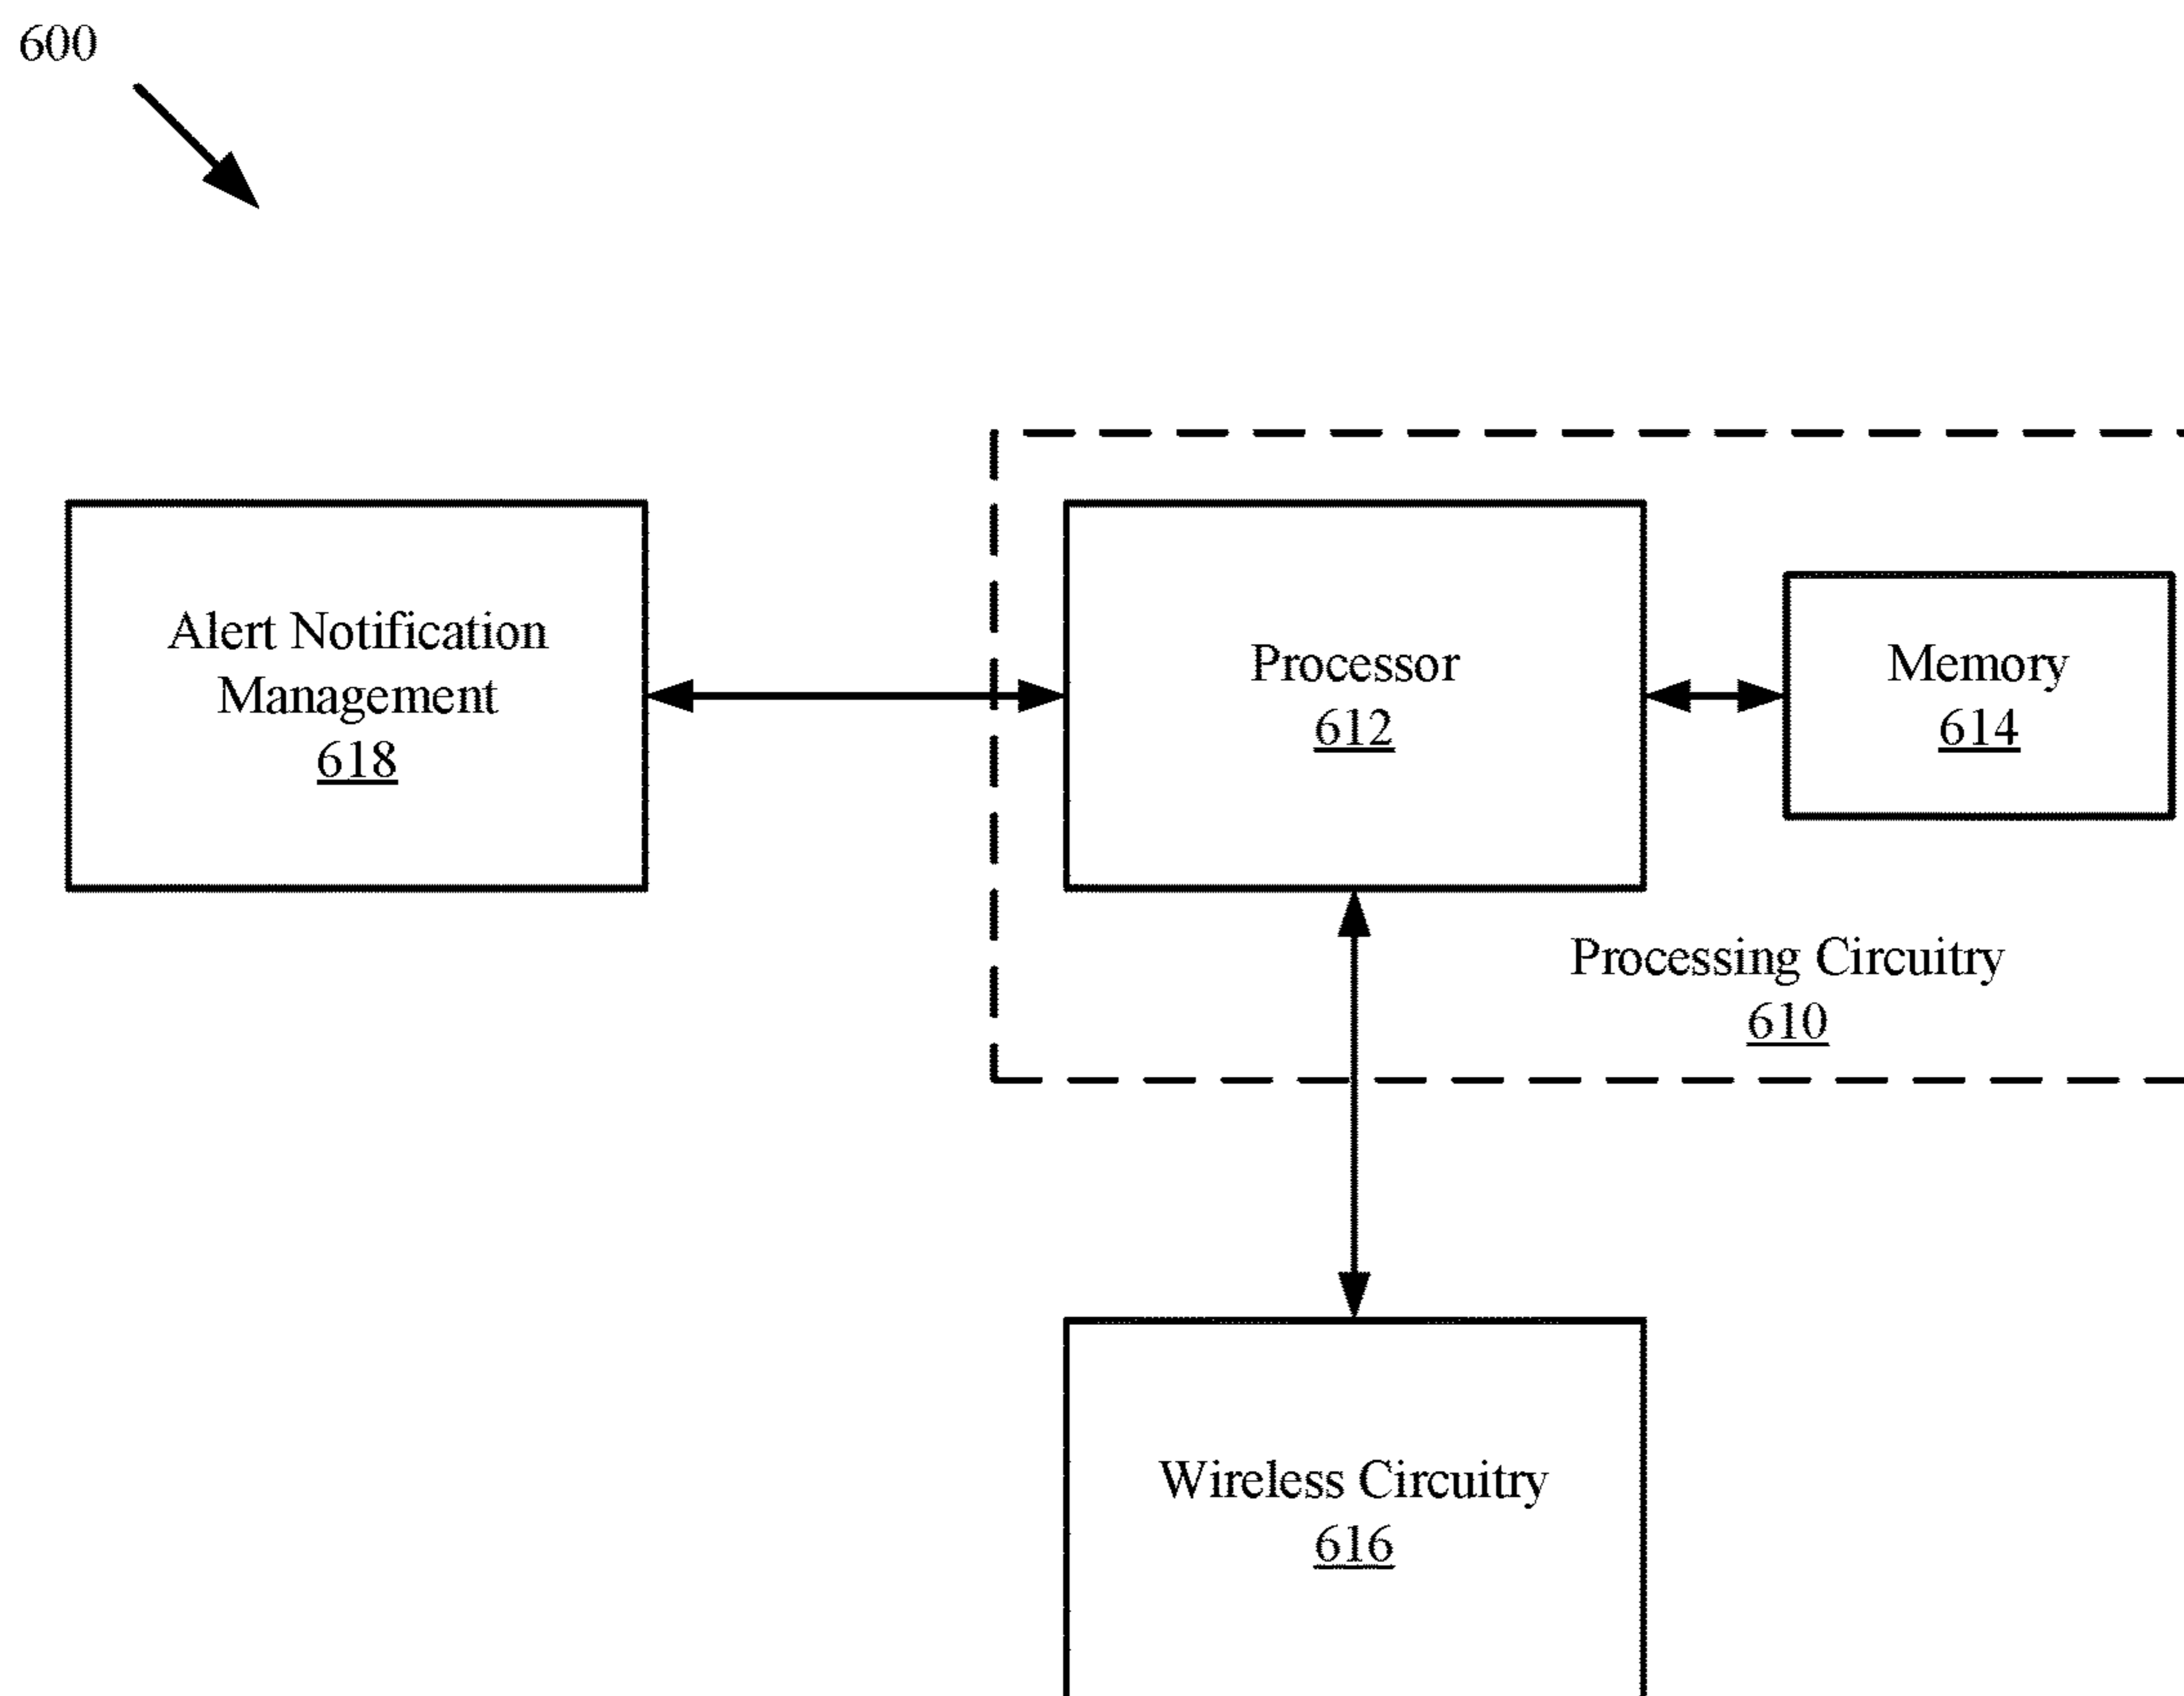 600
Alert Notification
Management
618
Processor
612
Memory
614
Processing Circuitry
610
Wireless Circuitry
616